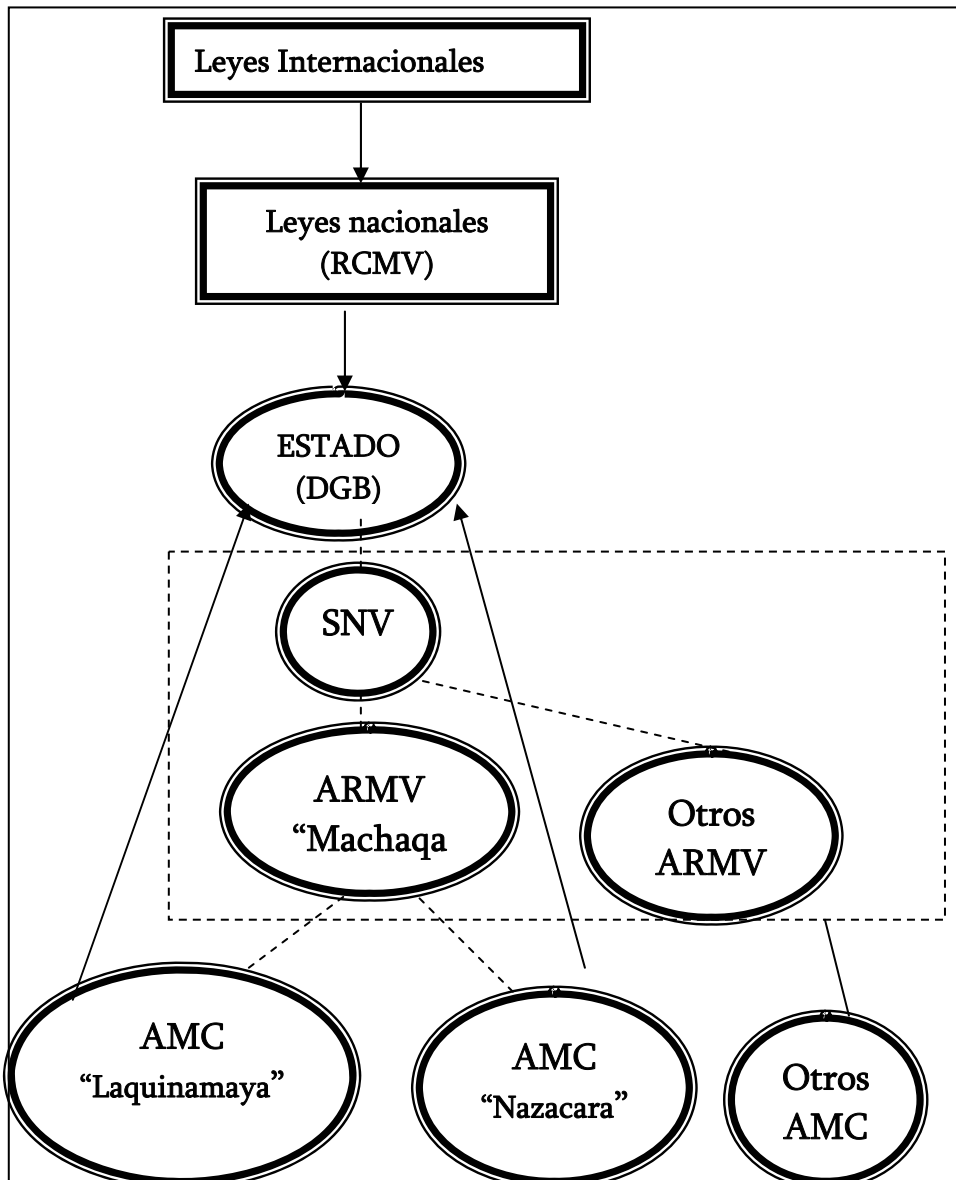 Leyes Internacionales
Leyes nacionales
(RCMV)
ESTADO
(DGB)
SNV
ARMV
“Machaqa
Otros
ARMV
AMC
“Laquinamaya”
AMC
“Nazacara”
Otros
AMC